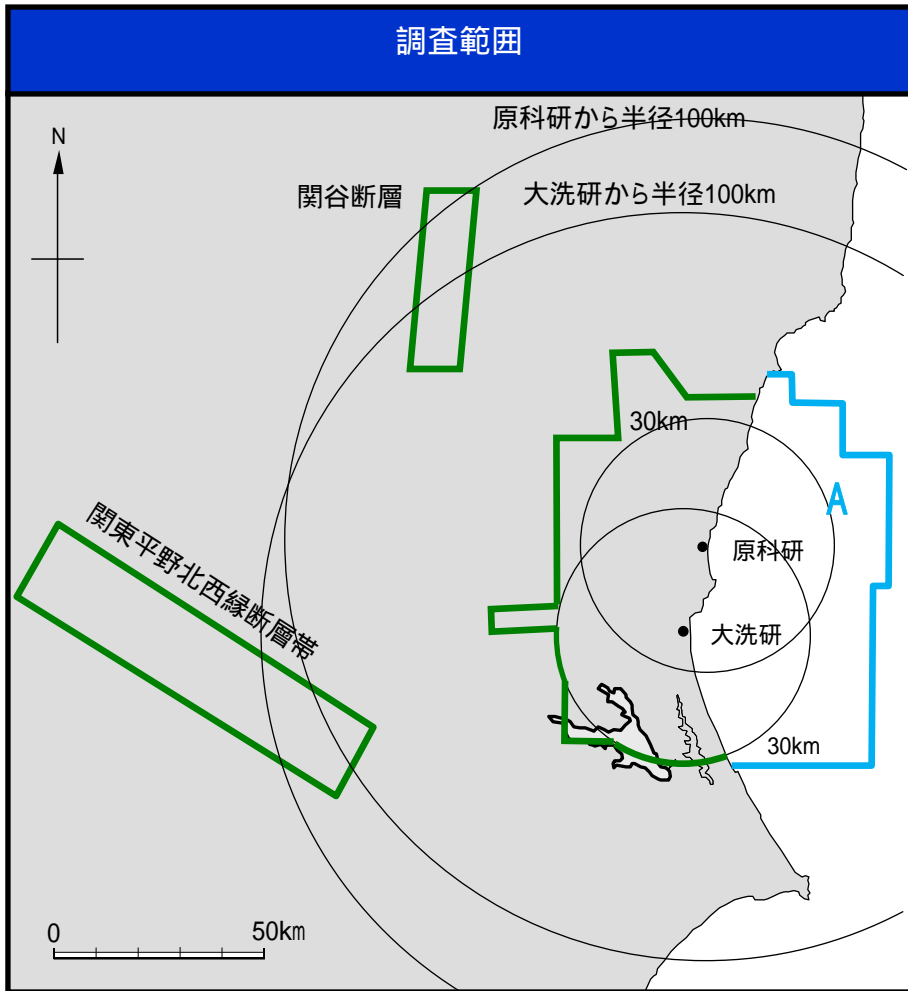 調査範囲
原科研から半径100km
N
関谷断層
大洗研から半径100km
30km
A
関東平野北西縁断層帯
原科研
大洗研
30km
0
50km